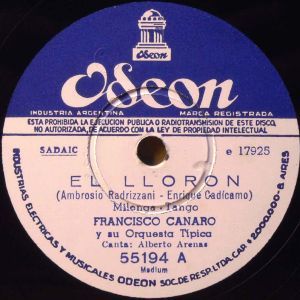 Odeon
INDUSTRIA ARGENTINA
MARCA REGISTRADA
ESTA PROHIBIDA LA EJECUCION PUBLICA O RADIOTRANSMISION DE ESTE DISCO,
NO AUTORIZADA, DE ACUERDO CON LA LEY DE PROPIEDAD INTELECTUAL
SADAIC
e 17925
EL LLORON
(Ambrosio Radrizzani - Enrique Cadícamo)
Milonga - Tango
FRANCISCO CANARO
y su Orquesta Típica
Canta: Alberto Arenas
55194 A
Medium
INDUSTRIAS ELECTRICAS Y MUSICALES ODEON SOC. DE RESP. LTDA. CAP. $ 2.000.000.- B. AIRES